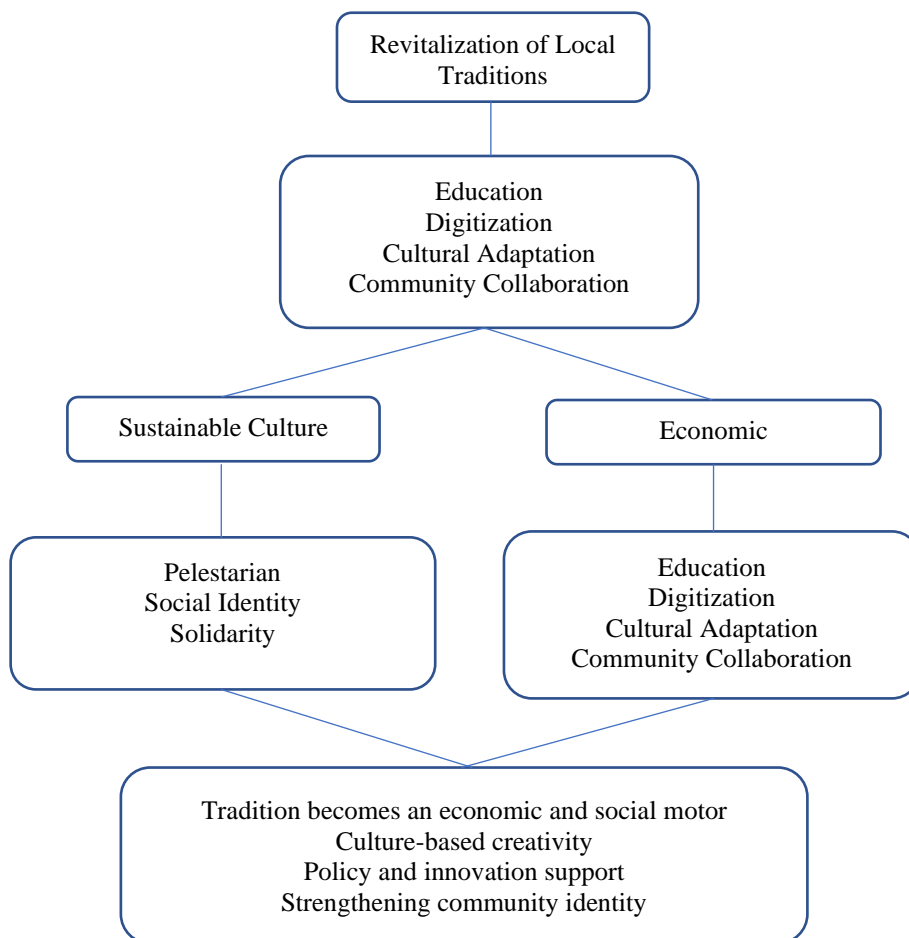 Revitalization of Local
Traditions
Education
Digitization
Cultural Adaptation
Community Collaboration
Sustainable Culture
Economic
Pelestarian
Social Identity
Solidarity
Education
Digitization
Cultural Adaptation
Community Collaboration
Tradition becomes an economic and social motor
Culture-based creativity
Policy and innovation support
Strengthening community identity